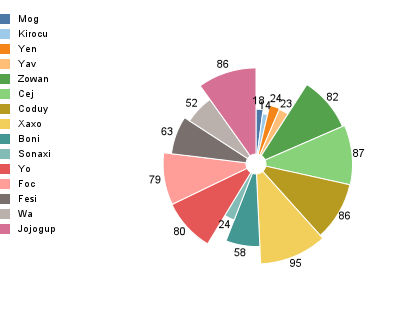 Mog
Kirocu
Yen
Yav
Zowan
Cej
Coduy
Xaxo
Boni
Sonaxi
Yo
Foc
Fesi
Wa
Jojogup
86
52
63
79
80
24
58
95
86
87
82
23
24
18